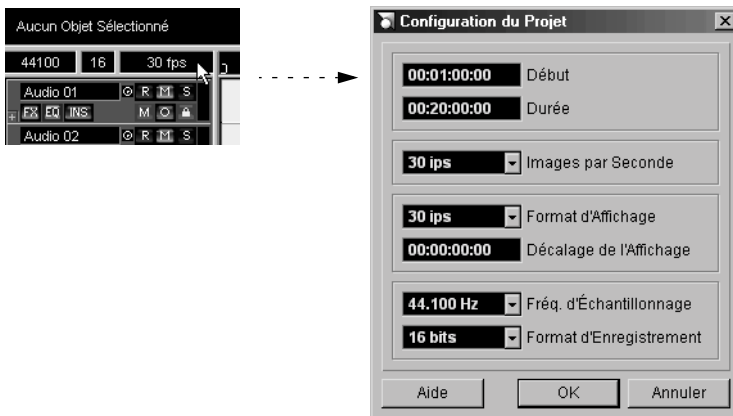 Aucun Objet Sélectionné
44100 16 30 fps
Audio 01 R M S
FX EQ INS M
Audio 02 R M S
Configuration du Projet
00:01:00:00 Début
00:20:00:00 Durée
30 ips Images par Seconde
30 ips Format d'Affichage
00:00:00:00 Décalage de l'Affichage
44.100 Hz Fréq. d'Échantillonnage
16 bits Format d'Enregistrement
Aide OK Annuler